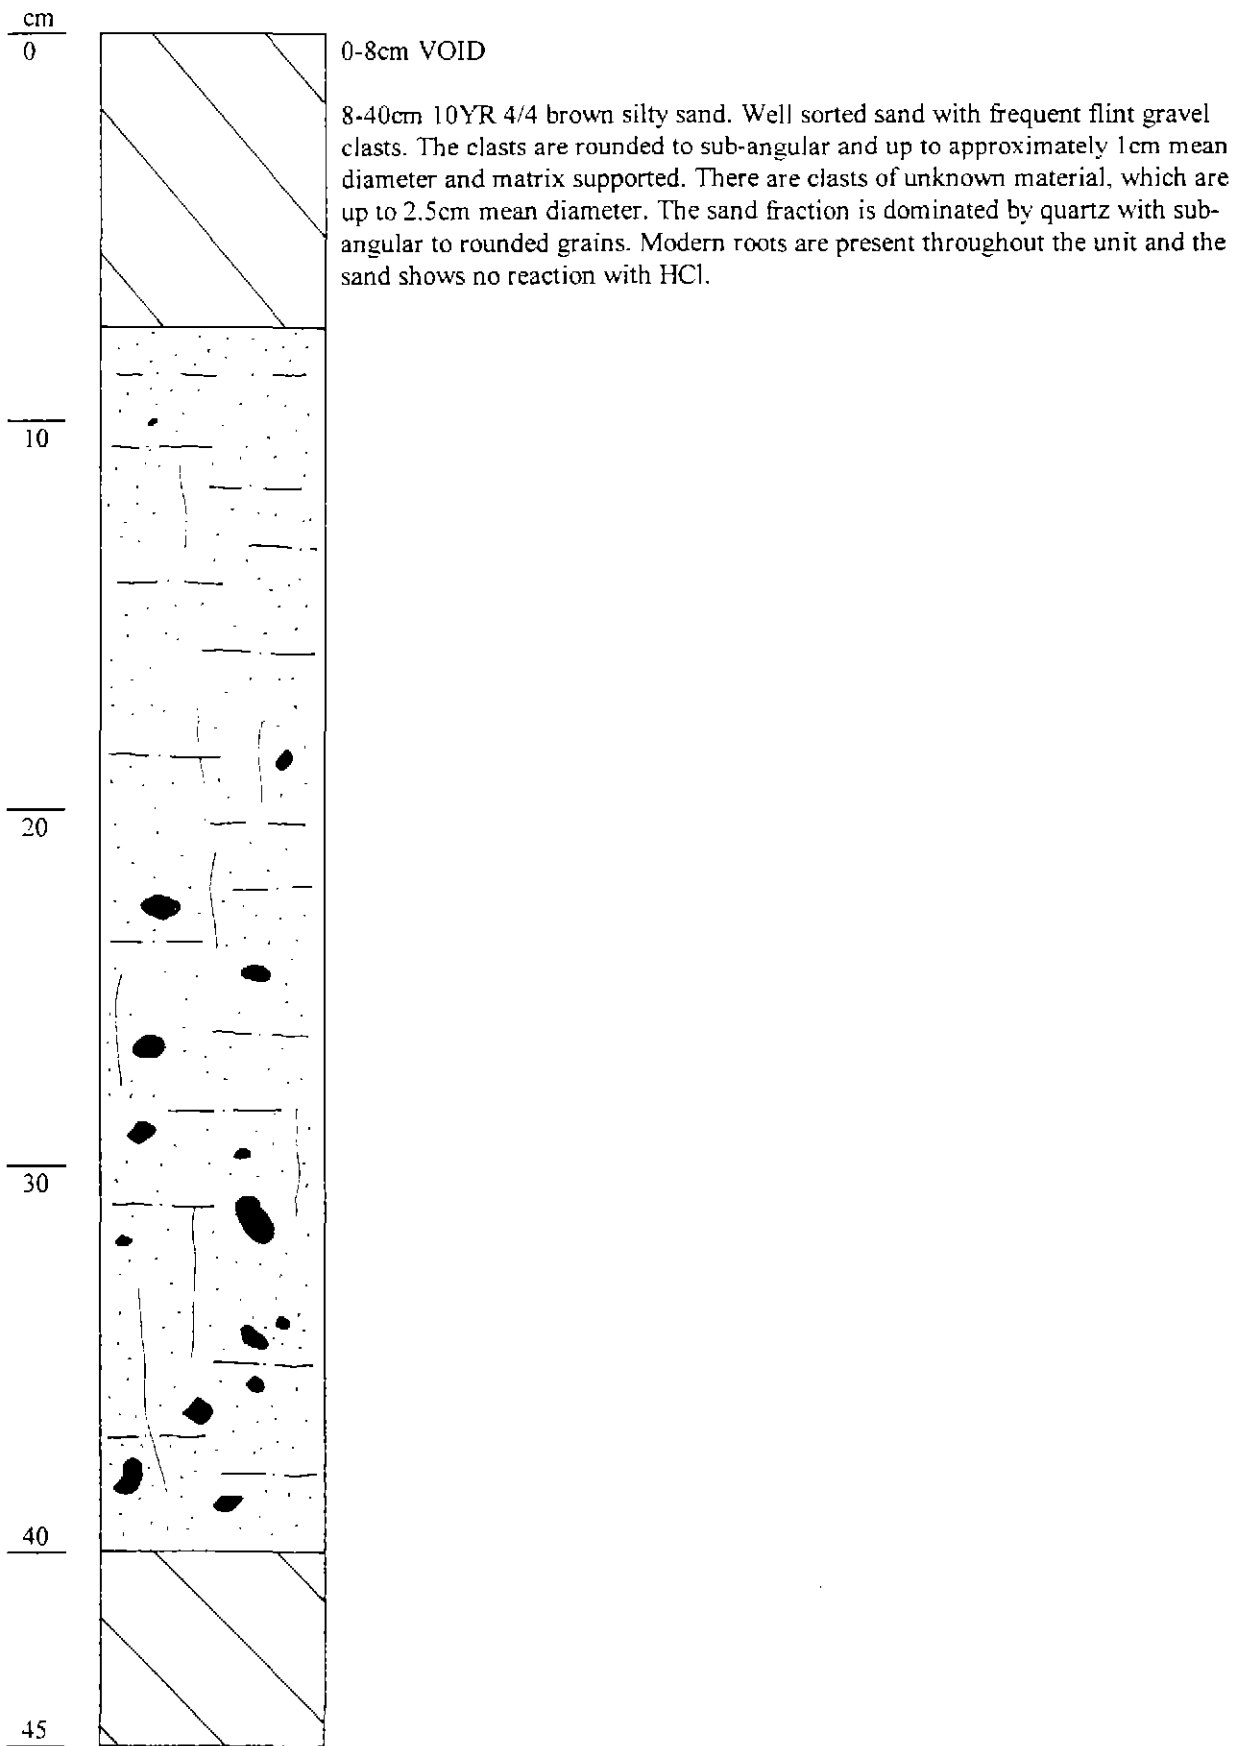 cm
0
0-8cm VOID
8-40cm 10YR 4/4 brown silty sand. Well sorted sand with frequent flint gravel
clasts. The clasts are rounded to sub-angular and up to approximately 1cm mean
diameter and matrix supported. There are clasts of unknown material, which are
up to 2.5cm mean diameter. The sand fraction is dominated by quartz with sub-
angular to rounded grains. Modern roots are present throughout the unit and the
sand shows no reaction with HCl.
10
20
30
40
45